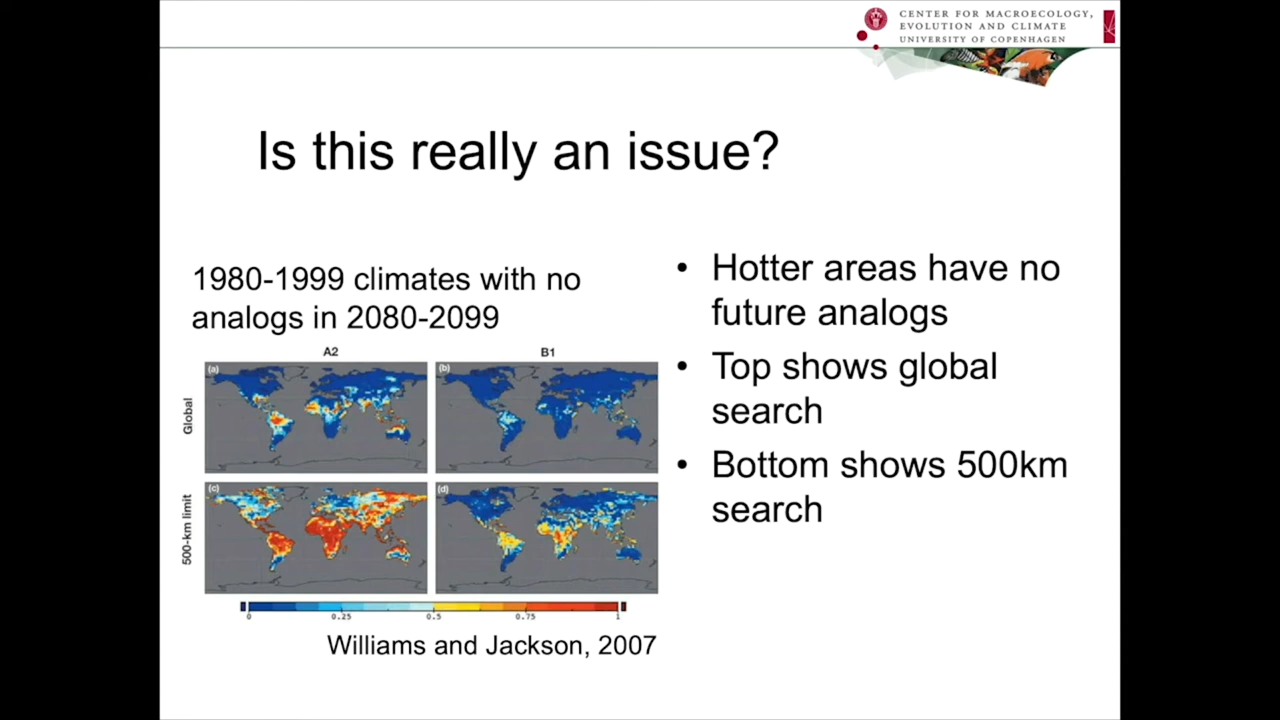 CENTER FOR MACROECOLOGY,
EVOLUTION AND CLIMATE
UNIVERSITY OF COPENHAGEN
Is this really an issue?
1980-1999 climates with no
analogs in 2080-2099
A2
B1
Global
(a)
(b)
500-km limit
(c)
(d)
0 0.25 0.5 0.75 1
Williams and Jackson, 2007
• Hotter areas have no
future analogs
• Top shows global
search
• Bottom shows 500km
search